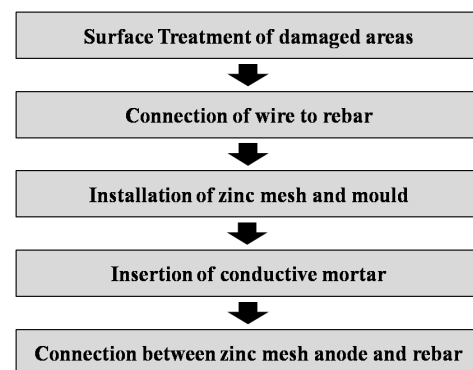 Surface Treatment of damaged areas
Connection of wire to rebar
Installation of zinc mesh and mould
Insertion of conductive mortar
Connection between zinc mesh anode and rebar